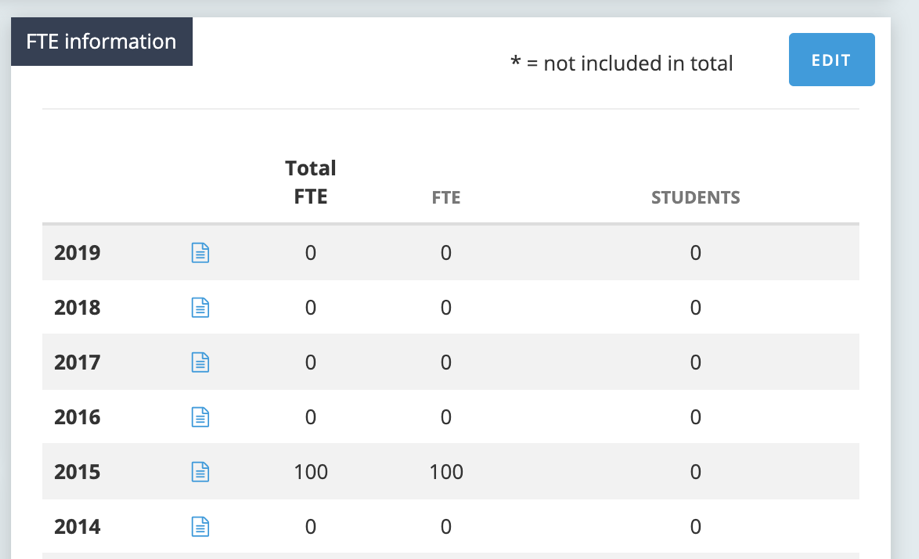 FTE information
* = not included in total
EDIT
Total
FTE FTE STUDENTS
2019 0 0 0
2018 0 0 0
2017 0 0 0
2016 0 0 0
2015 100 100 0
2014 0 0 0